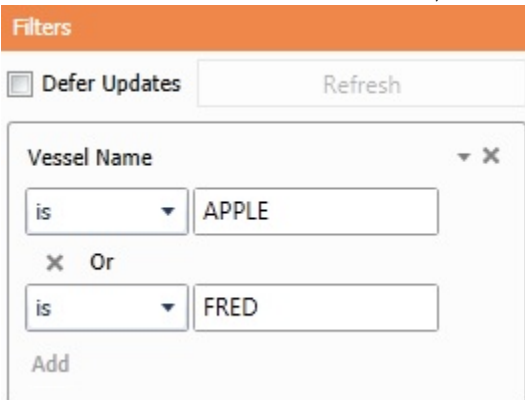 Filters
Defer Updates Refresh
Vessel Name
is APPLE
Or
is FRED
Add